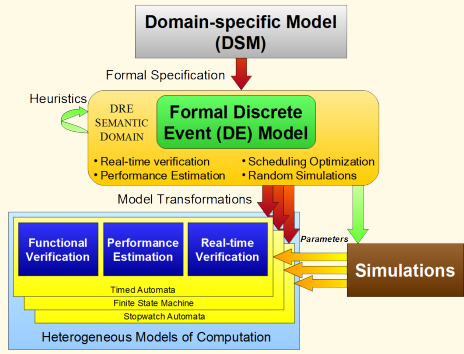 Domain-specific Model
(DSM)
Formal Specification
Heuristics
DRE
SEMANTIC
DOMAIN
Formal Discrete
Event (DE) Model
• Real-time verification
• Scheduling Optimization
• Performance Estimation
• Random Simulations
Model Transformations
Parameters
Functional
Verification
Performance
Estimation
Real-time
Verification
Simulations
Timed Automata
Finite State Machine
Stopwatch Automata
Heterogeneous Models of Computation